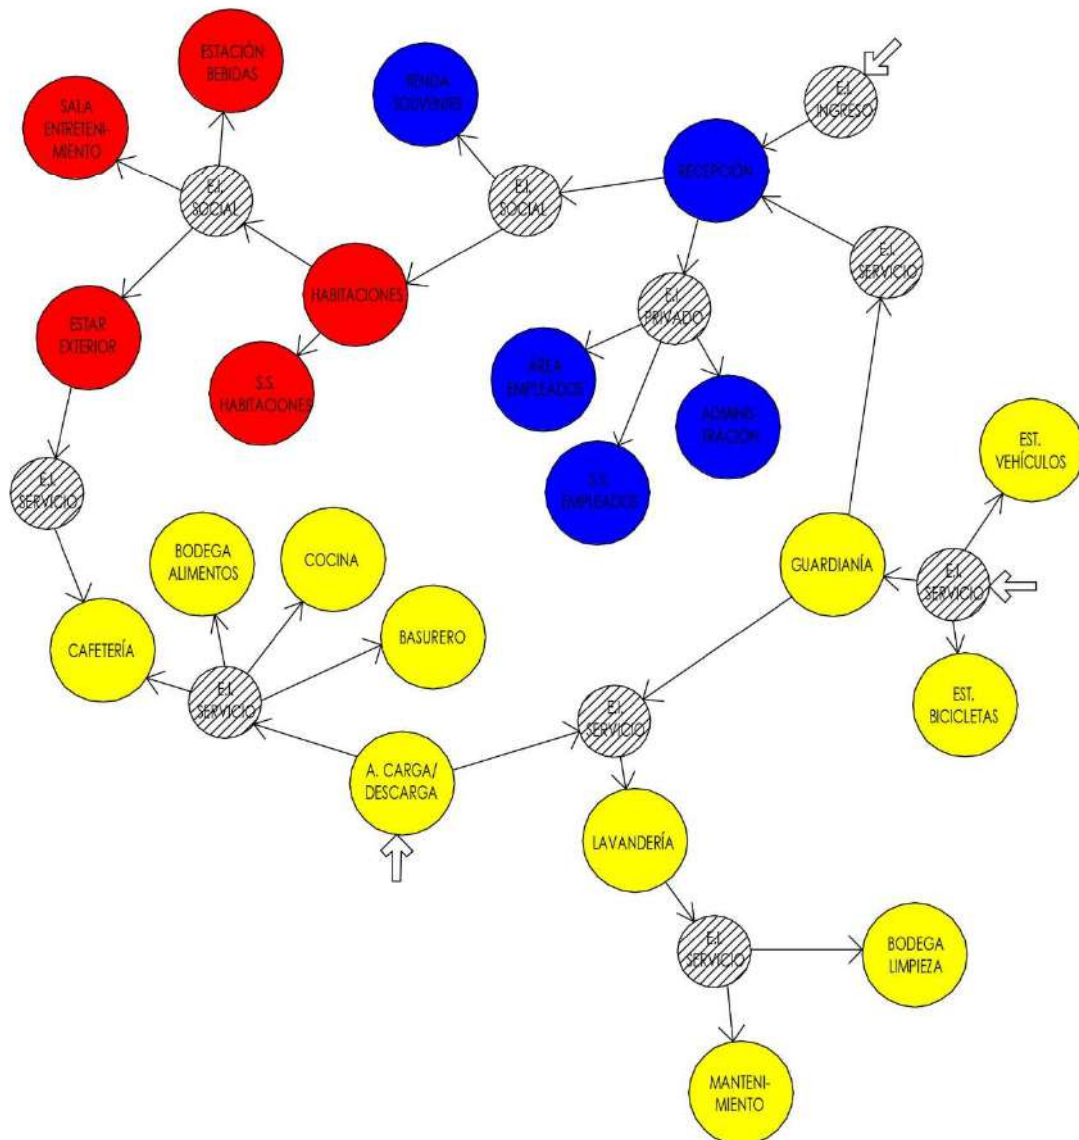 ESTACIÓN
BEBIDAS
SALA
ENTRETENI-
MIENTO
E.I.
INGRESO
RECEPCIÓN
E.I.
SOCIAL
E.I.
SOCIAL
E.I.
SERVICIO
HABITACIONES
E.I.
PRIVADO
ESTAR
EXTERIOR
S.S.
HABITACIONES
ÁREA
EMPLEADOS
ADMINIS-
TRACIÓN
EST.
VEHÍCULOS
E.I.
SERVICIO
S.S.
EMPLEADOS
BODEGA
ALIMENTOS
COCINA
GUARDIANÍA
E.I.
SERVICIO
CAFETERÍA
BASURERO
E.I.
SERVICIO
E.I.
SERVICIO
EST.
BICICLETAS
A. CARGA/
DESCARGA
LAVANDERÍA
E.I.
SERVICIO
BODEGA
LIMPIEZA
MANTENI-
MIENTO